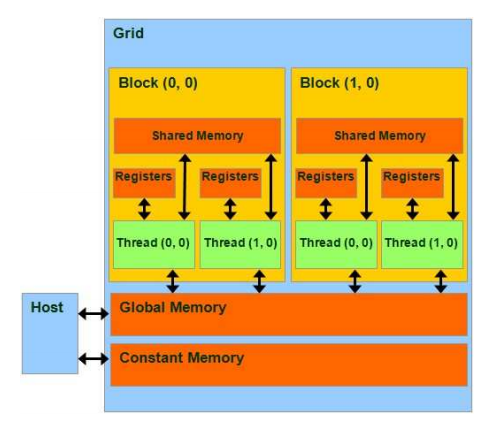 Grid
Block (0, 0)
Block (1, 0)
Shared Memory
Shared Memory
Registers
Registers
Registers
Registers
Thread (0, 0)
Thread (1, 0)
Thread (0, 0)
Thread (1, 0)
Host
Global Memory
Constant Memory